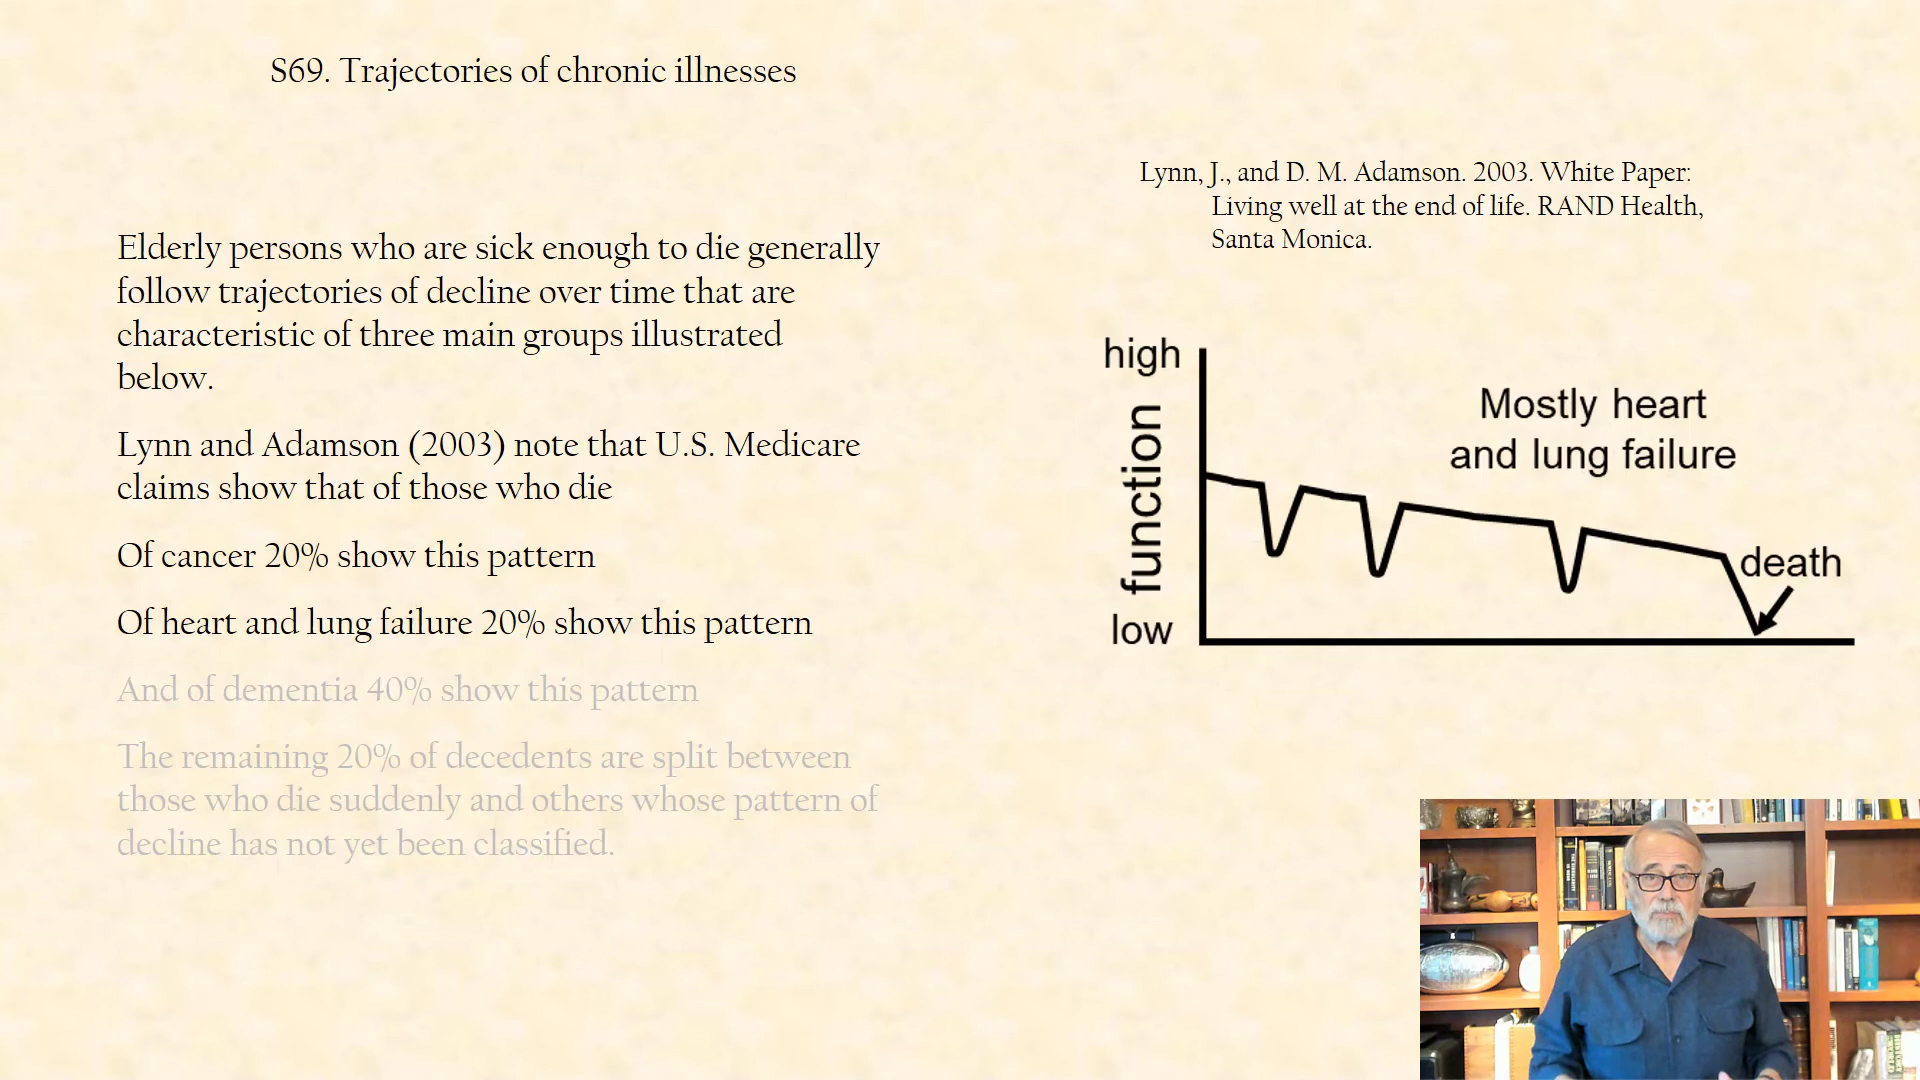 S69. Trajectories of chronic illnesses
Elderly persons who are sick enough to die generally
follow trajectories of decline over time that are
characteristic of three main groups illustrated
below.
Lynn and Adamson (2003) note that U.S. Medicare
claims show that of those who die
Of cancer 20% show this pattern
Of heart and lung failure 20% show this pattern
And of dementia 40% show this pattern
The remaining 20% of decedents are split between
those who die suddenly and others whose pattern of
decline has not yet been classified.
Lynn, J., and D. M. Adamson. 2003. White Paper:
Living well at the end of life. RAND Health,
Santa Monica.
high
function
low
Mostly heart
and lung failure
death